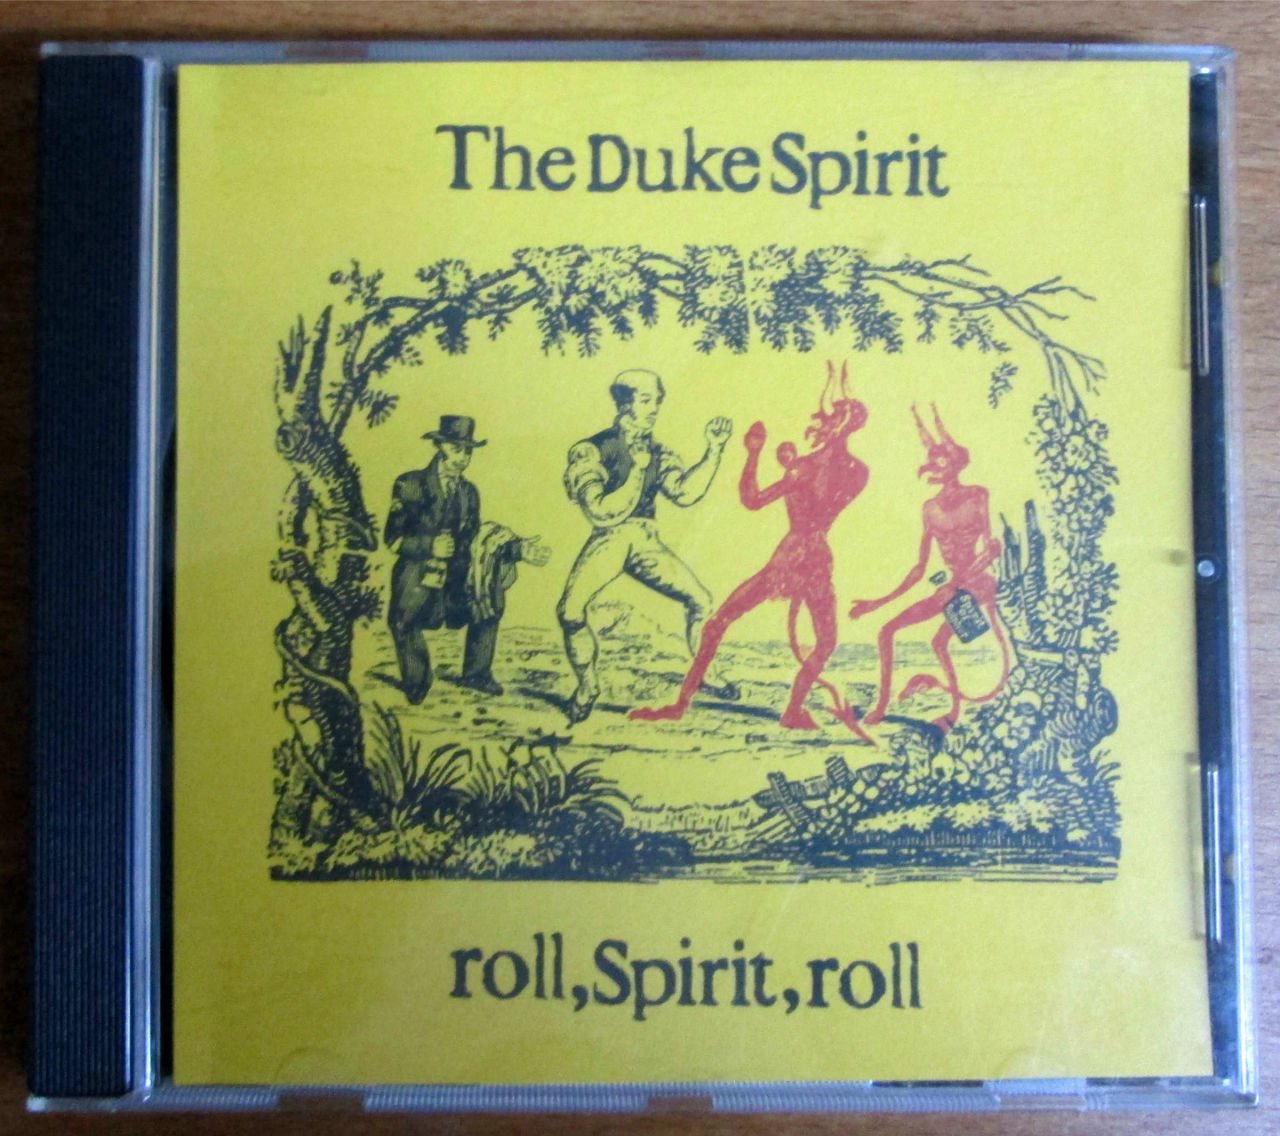 The Duke Spirit
roll, Spirit, roll